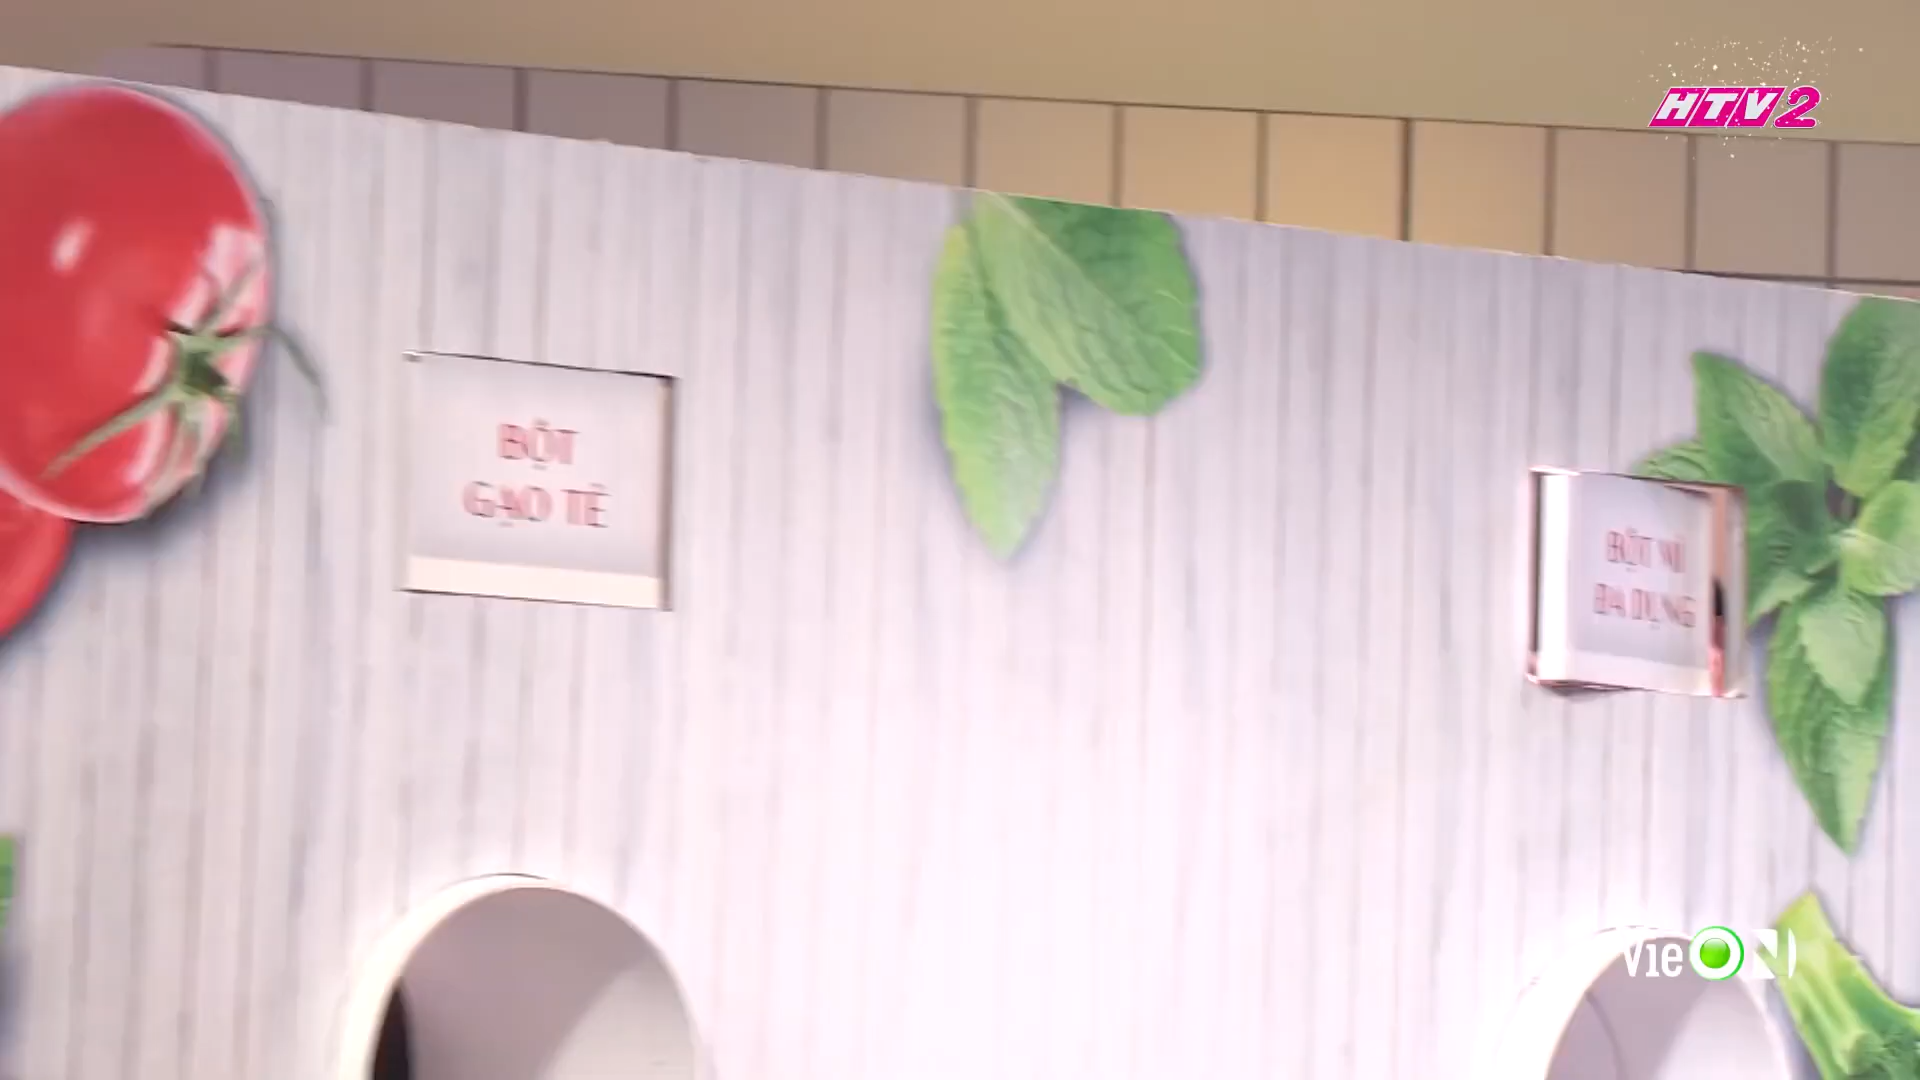 HTV2
BỘT
GẠO TẺ
BỘT MÌ
ĐA DỤNG
VieON